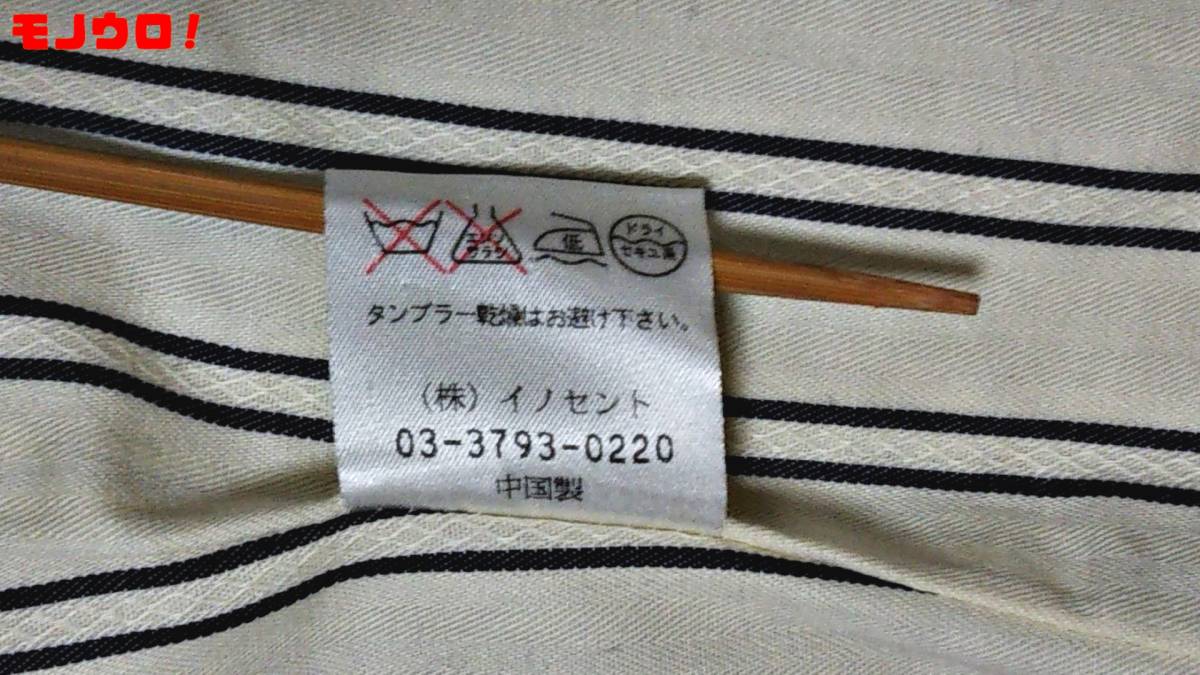 モノウロ！
エンソ
サラシ
低
ドライ
セキユ系
タンブラー乾燥はお避け下さい。
（株）イノセント
03-3793-0220
中国製